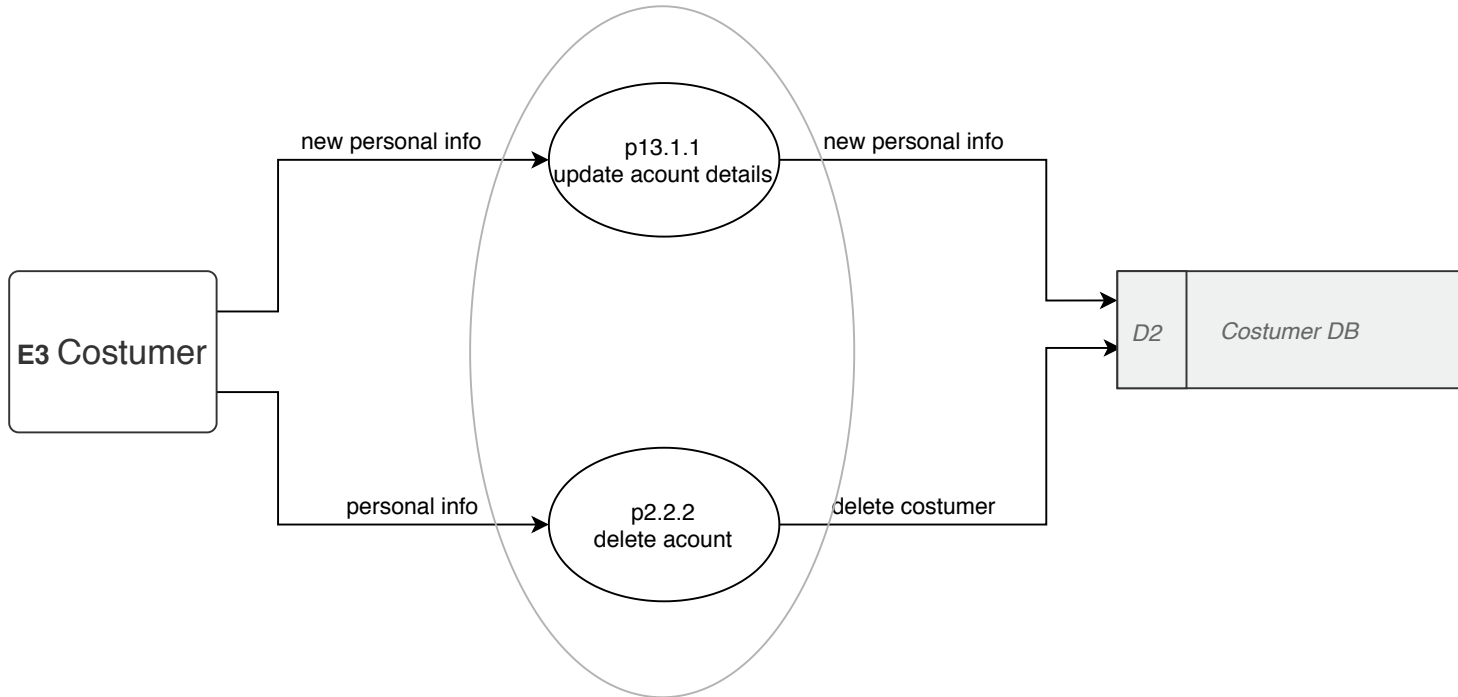 new personal info
p13.1.1
update acount details
new personal info
E3 Costumer
D2
Costumer DB
personal info
p2.2.2
delete acount
delete costumer